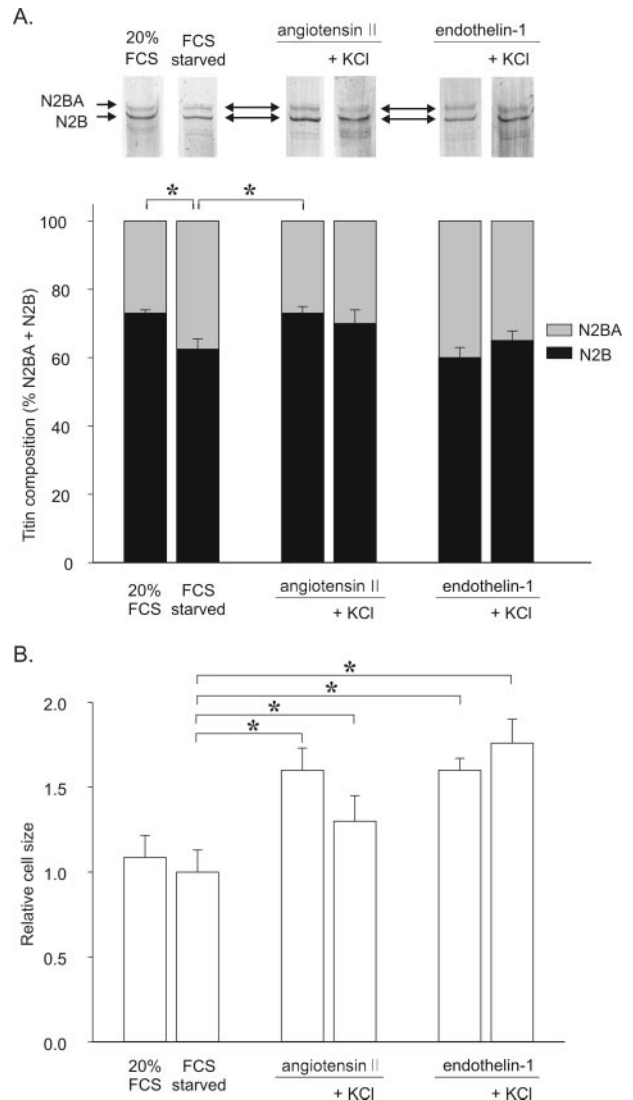 A.
20% FCS
FCS starved
angiotensin II
+ KCl
endothelin-1
+ KCl
N2BA
N2B
* *
Titin composition (% N2BA + N2B)
100
80
60
40
20
0
N2BA
N2B
20% FCS
FCS starved
angiotensin II
+ KCl
endothelin-1
+ KCl
B.
*
*
*
*
Relative cell size
2.0
1.5
1.0
0.5
0.0
20% FCS
FCS starved
angiotensin II
+ KCl
endothelin-1
+ KCl